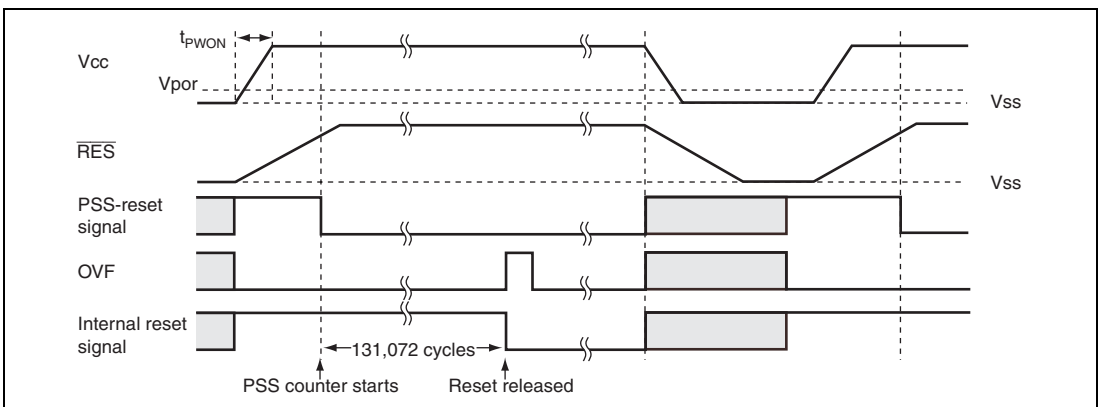 tPWON
Vcc
Vpor
Vss
RES
Vss
PSS-reset
signal
OVF
Internal reset
signal
131,072 cycles
PSS counter starts
Reset released